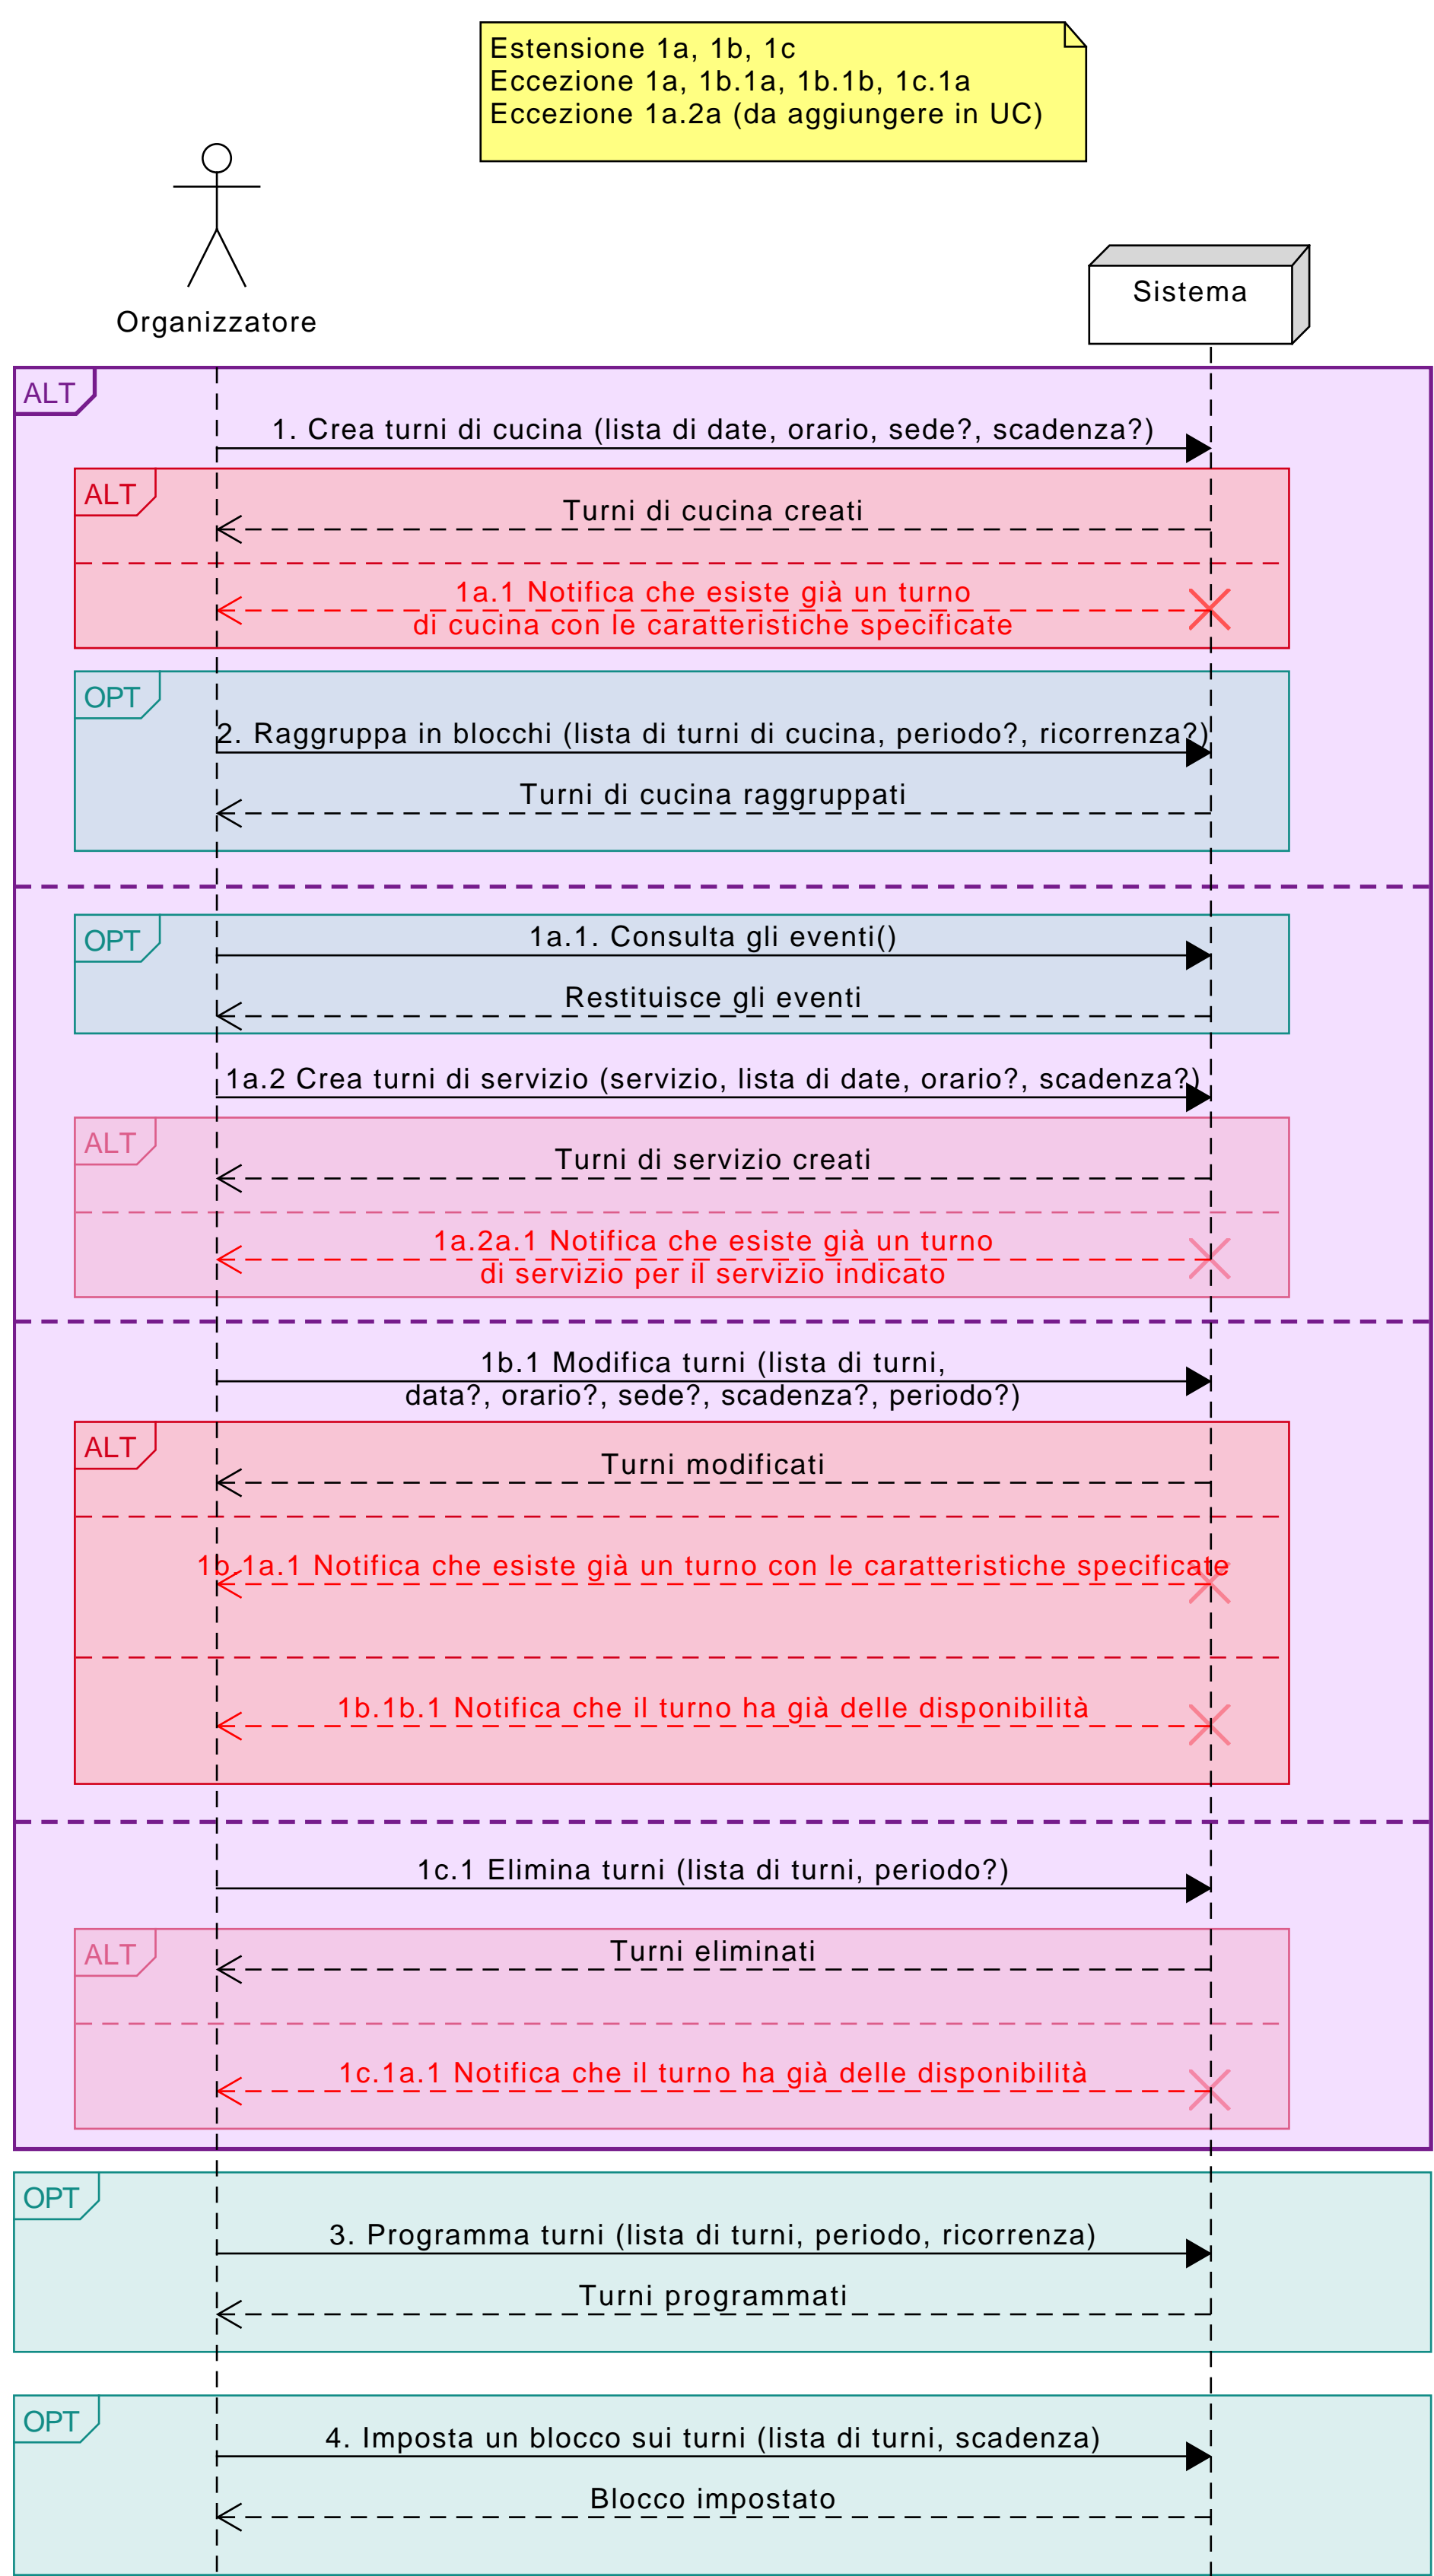 Estensione 1a, 1b, 1c
Eccezione 1a, 1b.1a, 1b.1b, 1c.1a
Eccezione 1a.2a (da aggiungere in UC)
Organizzatore
Sistema
ALT
1. Crea turni di cucina (lista di date, orario, sede?, scadenza?)
ALT
Turni di cucina creati
1a.1 Notifica che esiste già un turno
di cucina con le caratteristiche specificate
OPT
2. Raggruppa in blocchi (lista di turni di cucina, periodo?, ricorrenza?)
Turni di cucina raggruppati
OPT
1a.1. Consulta gli eventi()
Restituisce gli eventi
1a.2 Crea turni di servizio (servizio, lista di date, orario?, scadenza?)
ALT
Turni di servizio creati
1a.2a.1 Notifica che esiste già un turno
di servizio per il servizio indicato
1b.1 Modifica turni (lista di turni,
data?, orario?, sede?, scadenza?, periodo?)
ALT
Turni modificati
1b.1a.1 Notifica che esiste già un turno con le caratteristiche specificate
1b.1b.1 Notifica che il turno ha già delle disponibilità
1c.1 Elimina turni (lista di turni, periodo?)
ALT
Turni eliminati
1c.1a.1 Notifica che il turno ha già delle disponibilità
OPT
3. Programma turni (lista di turni, periodo, ricorrenza)
Turni programmati
OPT
4. Imposta un blocco sui turni (lista di turni, scadenza)
Blocco impostato